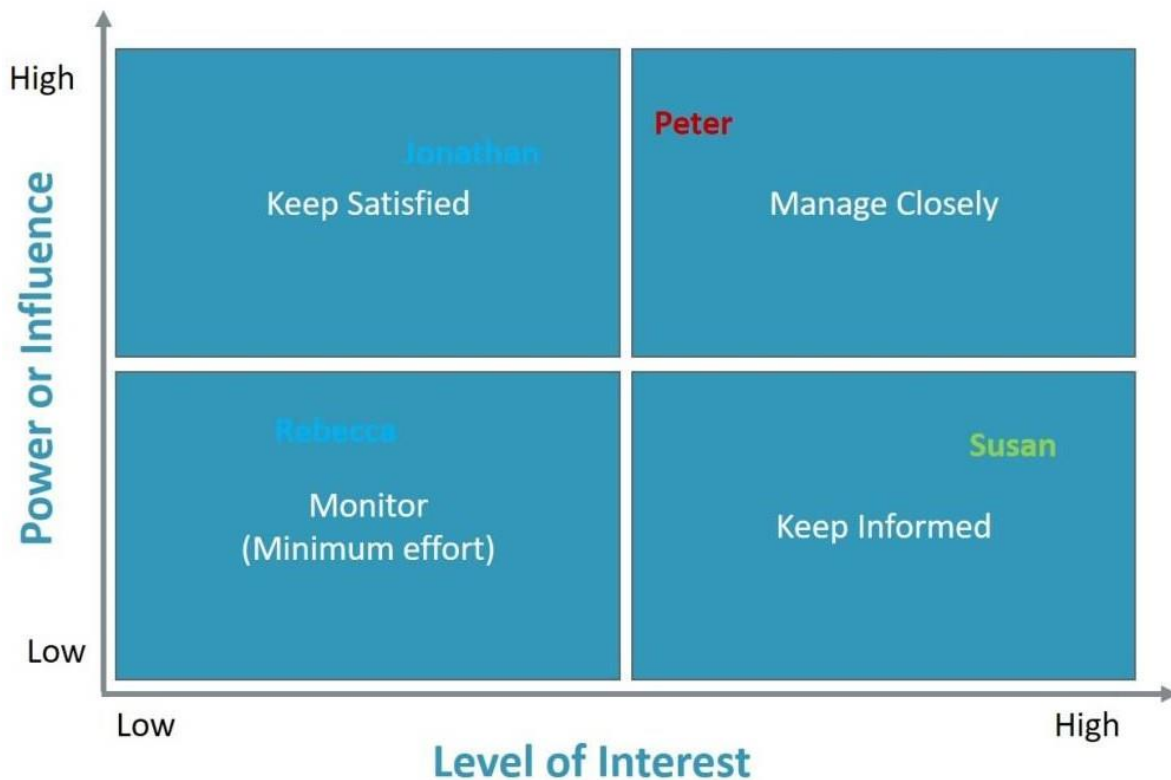 High
Peter
Jonathan
Keep Satisfied
Manage Closely
Power or Influence
Rebecca
Susan
Monitor
(Minimum effort)
Keep Informed
Low
Low
High
Level of Interest